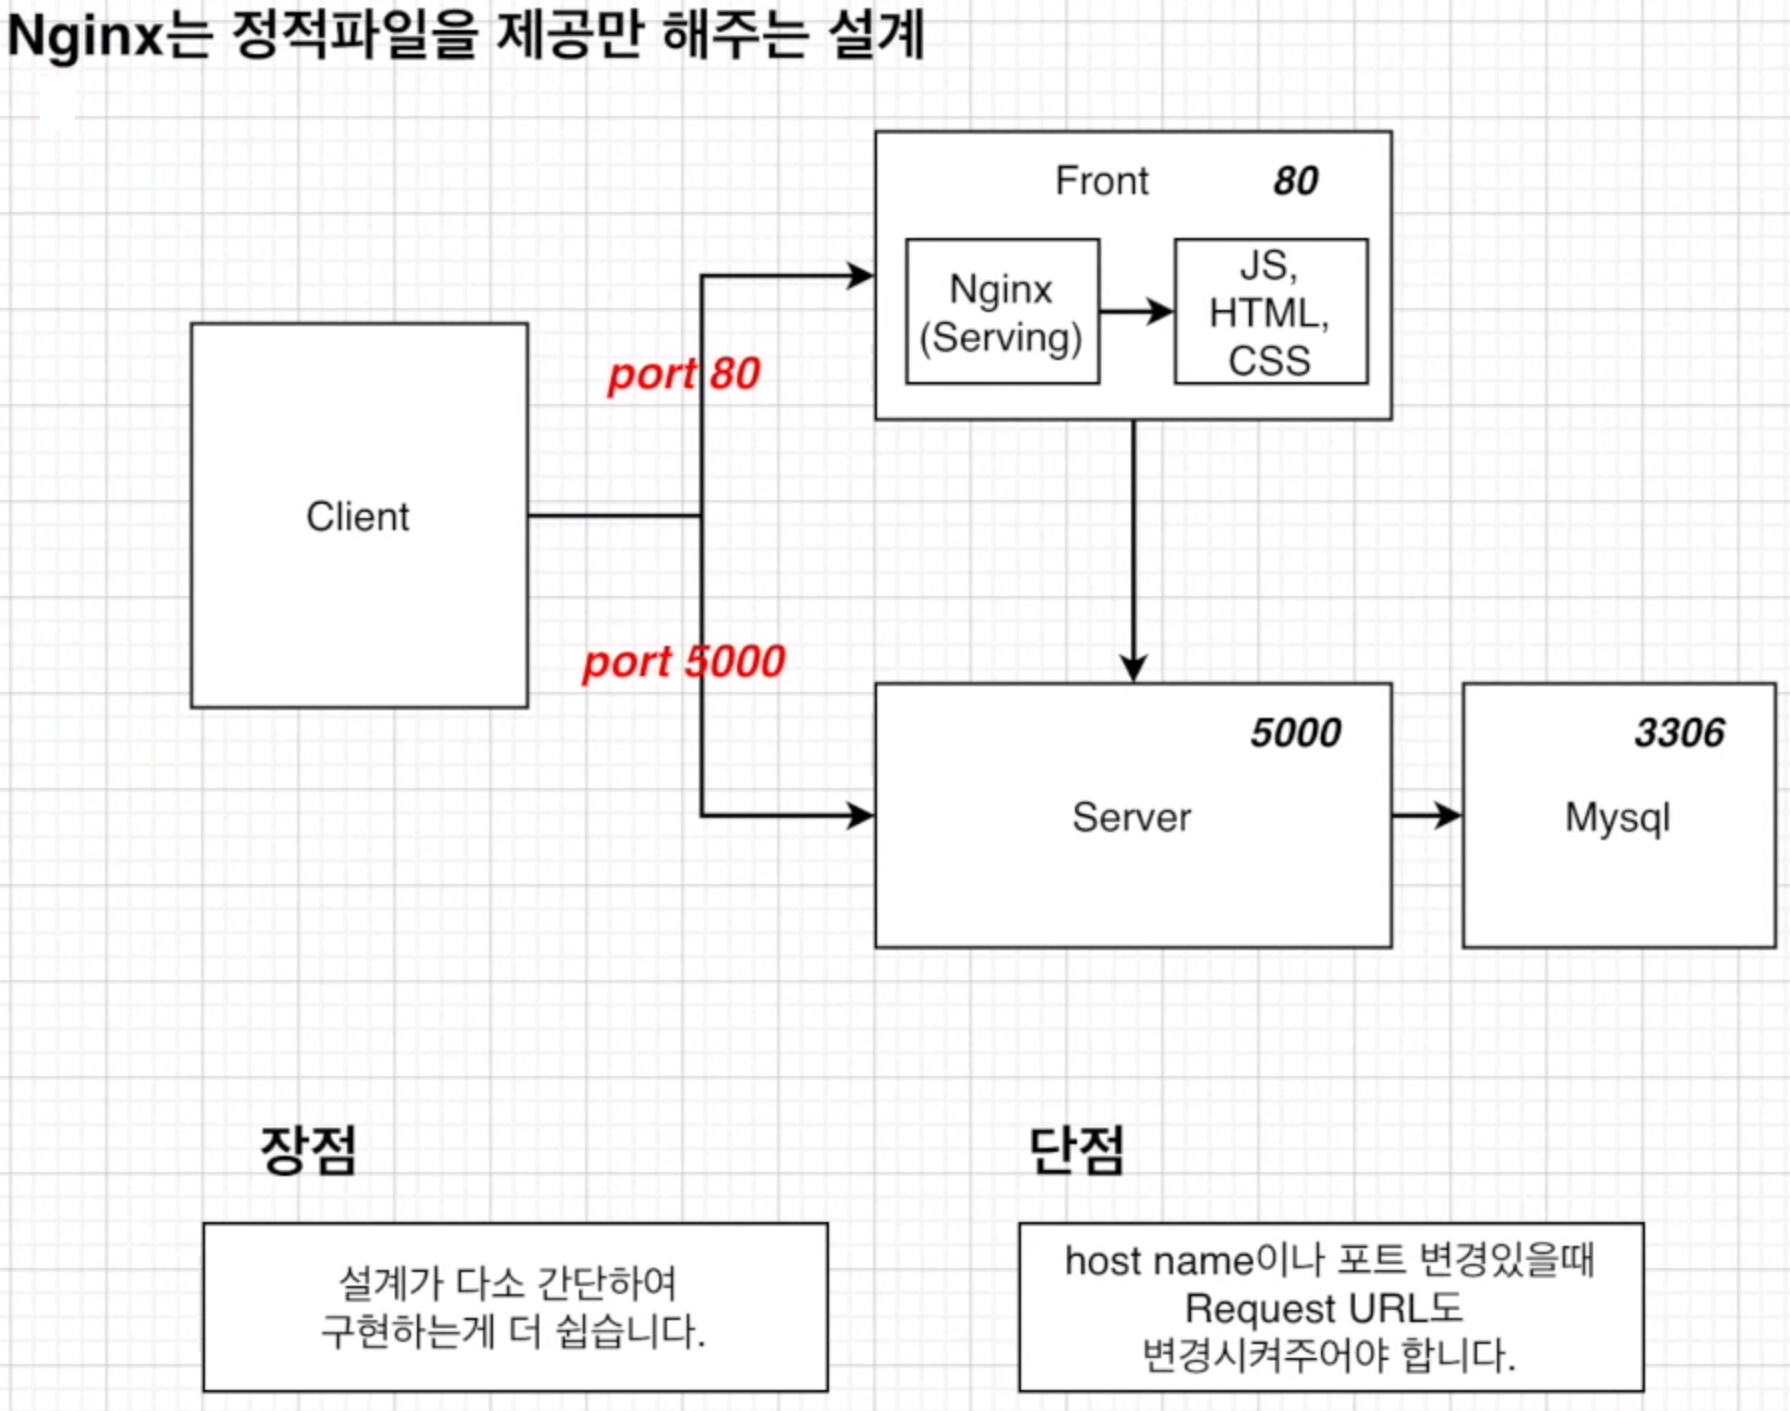 Nginx는 정적파일을 제공만 해주는 설계
Front
80
Nginx
(Serving)
JS,
HTML,
CSS
port 80
Client
port 5000
5000
Server
3306
Mysql
장점
설계가 다소 간단하여
구현하는게 더 쉽습니다.
단점
host name이나 포트 변경있을때
Request URL도
변경시켜주어야 합니다.